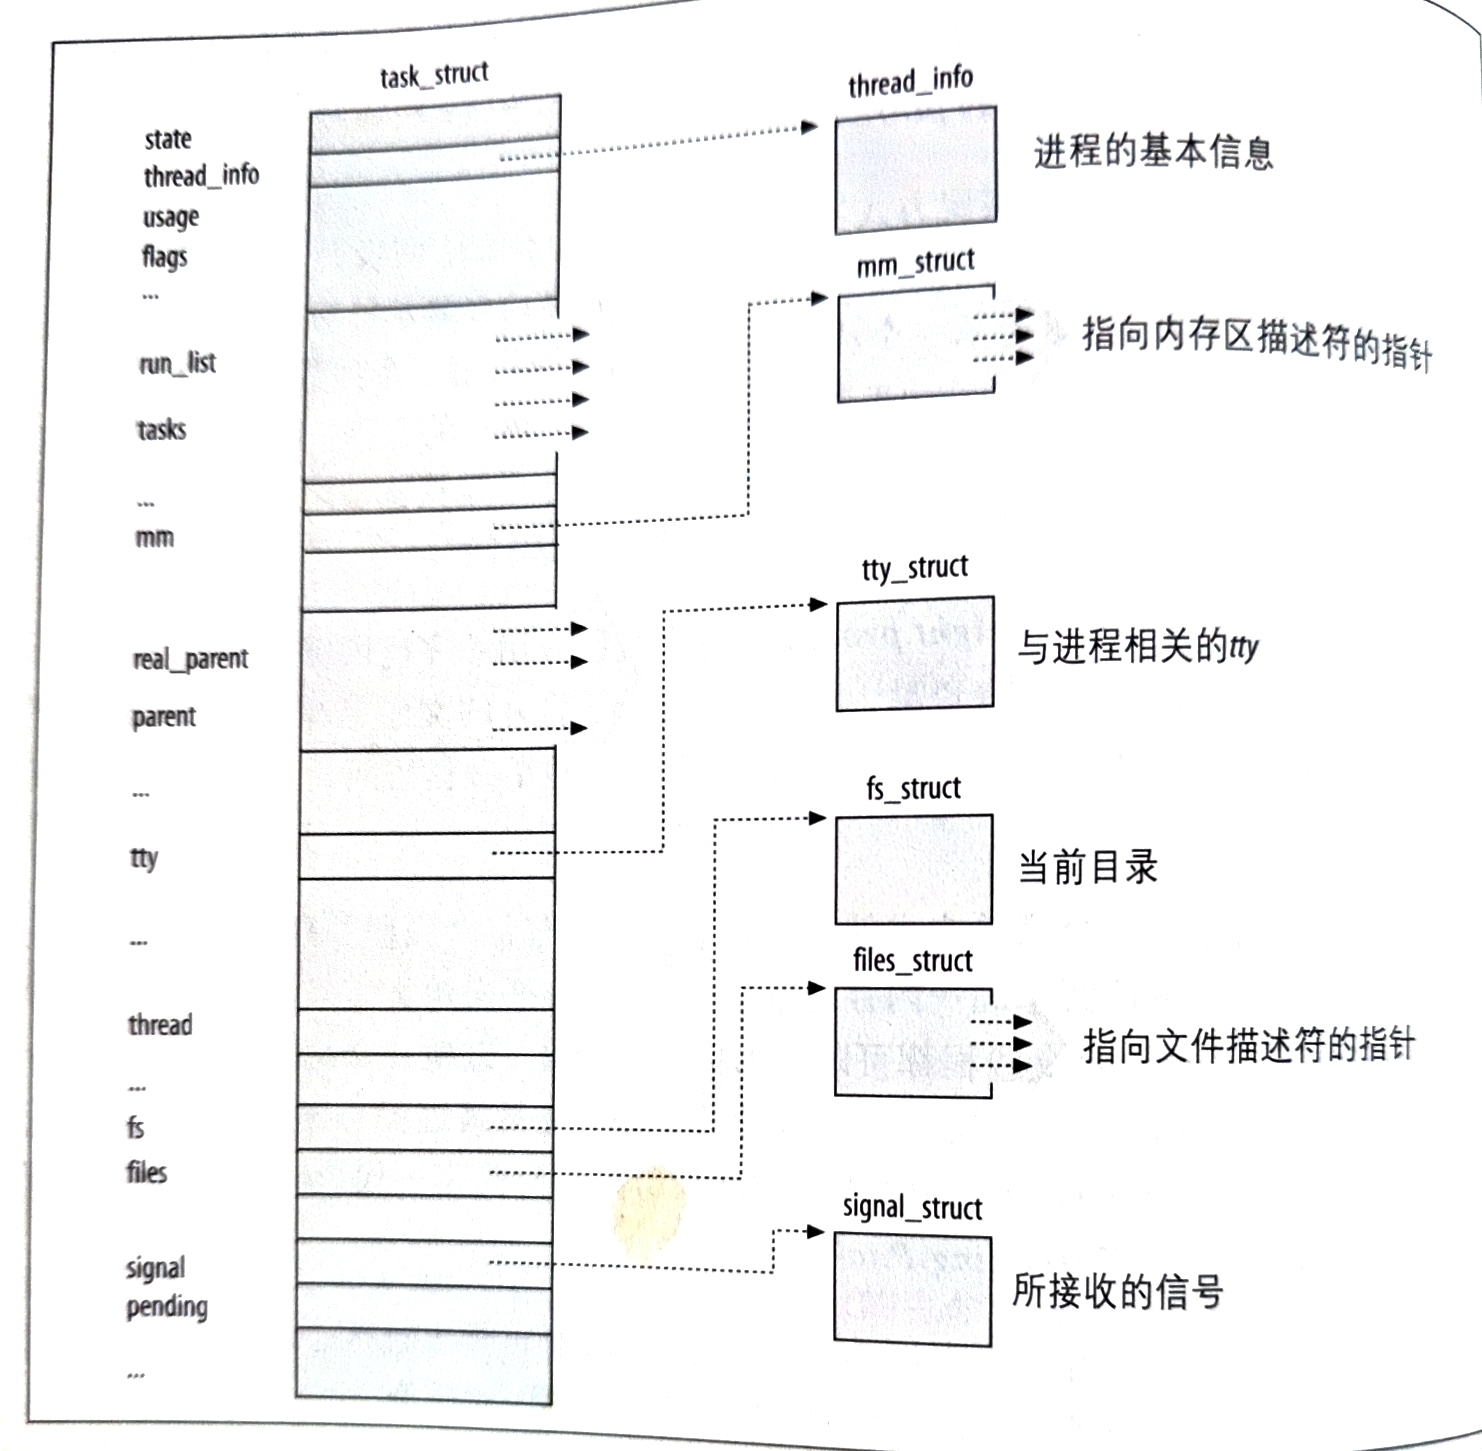 task_struct
state
thread_info
usage
flags
...
run_list
tasks
...
mm
real_parent
parent
...
tty
...
thread
...
fs
files
signal
pending
...
thread_info
进程的基本信息
mm_struct
指向内存区描述符的指针
tty_struct
与进程相关的tty
fs_struct
当前目录
files_struct
指向文件描述符的指针
signal_struct
所接收的信号